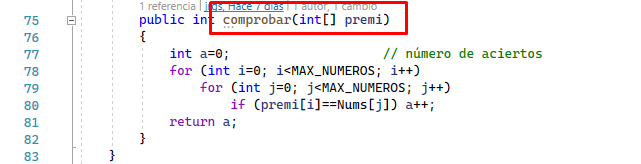 1 referencia | jrgs, Hace 7 días | 1 autor, 1 cambio
75 public int comprobar(int[] premi)
76 {
77 int a=0; // número de aciertos
78 for (int i=0; i<MAX_NUMEROS; i++)
79 for (int j=0; j<MAX_NUMEROS; j++)
80 if (premi[i]==Nums[j]) a++;
81 return a;
82 }
83 }